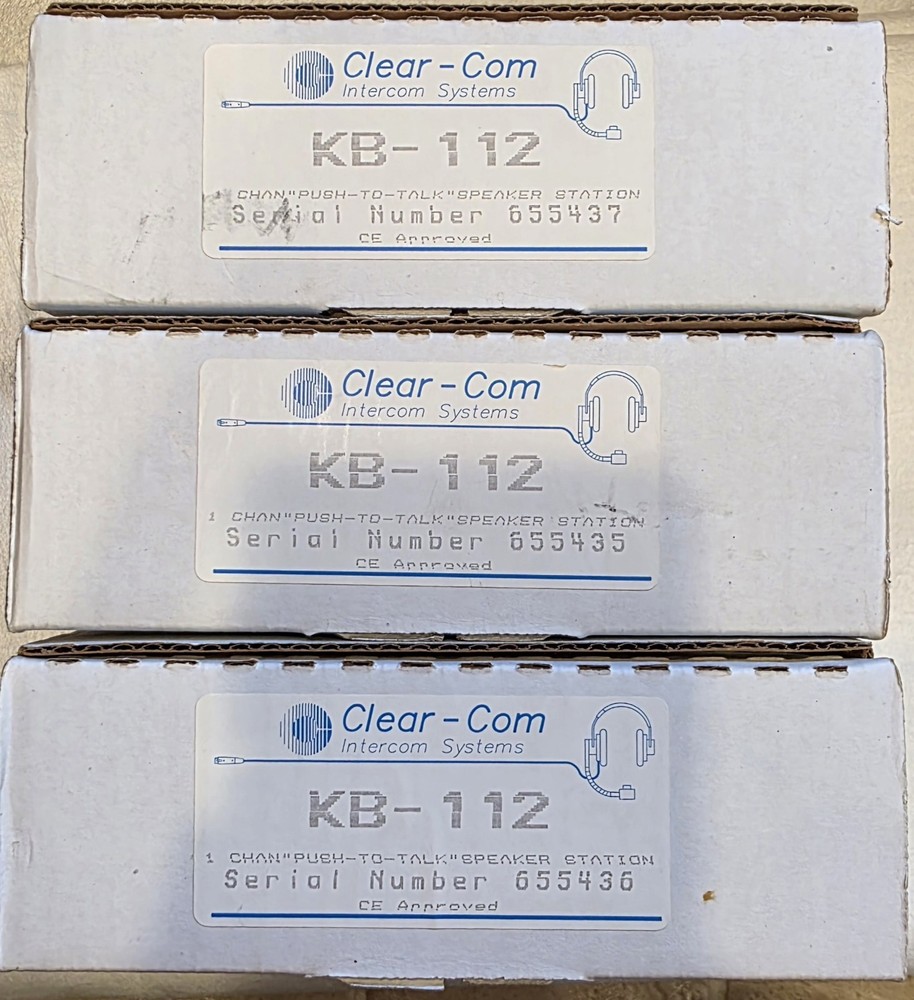 Clear-Com
Intercom Systems
KB-112
1 CHAN"PUSH-TO-TALK"SPEAKER STATION
Serial Number 655437
CE Approved
Clear-Com
Intercom Systems
KB-112
1 CHAN"PUSH-TO-TALK"SPEAKER STATION
Serial Number 655435
CE Approved
Clear-Com
Intercom Systems
KB-112
1 CHAN"PUSH-TO-TALK"SPEAKER STATION
Serial Number 655436
CE Approved